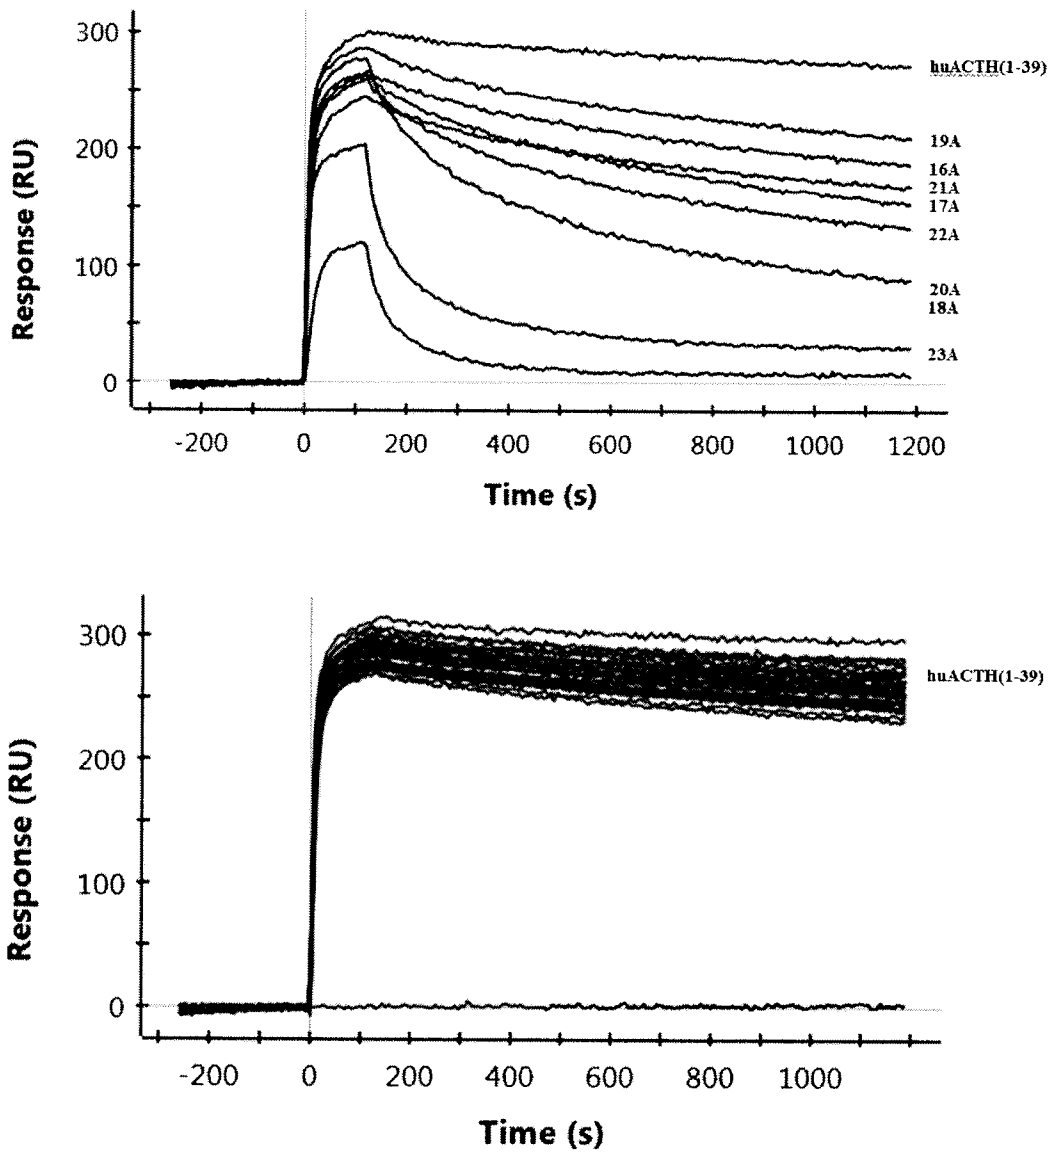 300
200
100
0
Response (RU)
huACTH(1-39)
19A
16A
21A
17A
22A
20A
18A
23A
-200 0 200 400 600 800 1000 1200
Time (s)
300
200
100
0
Response (RU)
huACTH(1-39)
-200 0 200 400 600 800 1000
Time (s)